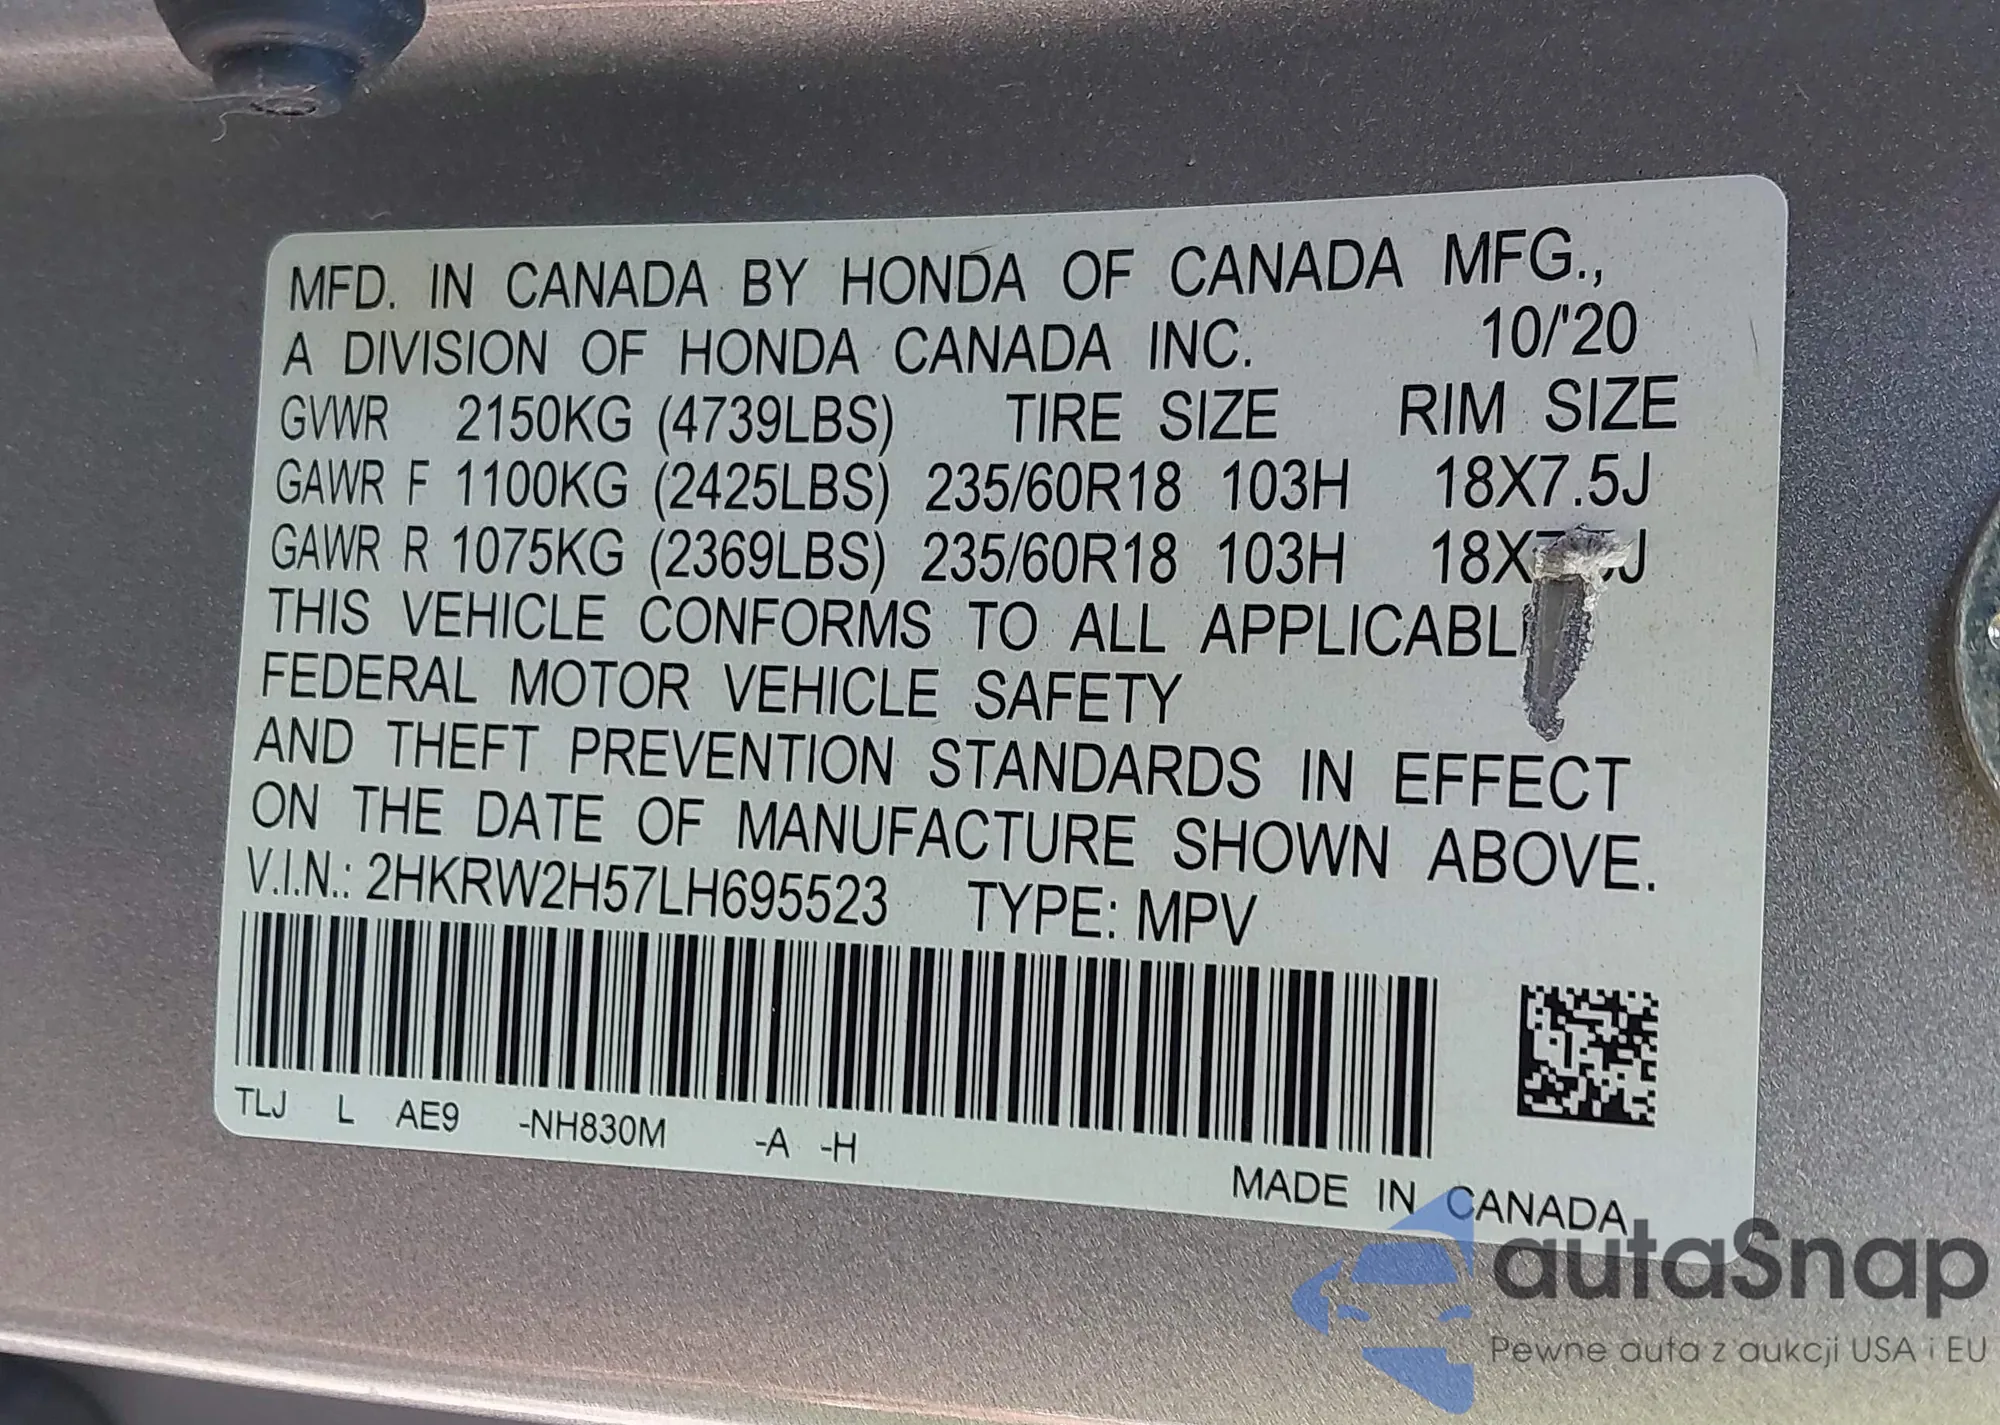 MFD. IN CANADA BY HONDA OF CANADA MFG.,
A DIVISION OF HONDA CANADA INC. 10/'20
GVWR 2150KG (4739LBS) TIRE SIZE RIM SIZE
GAWR F 1100KG (2425LBS) 235/60R18 103H 18X7.5J
GAWR R 1075KG (2369LBS) 235/60R18 103H
THIS VEHICLE CONFORMS TO ALL
FEDERAL MOTOR VEHICLE SAFETY
AND THEFT PREVENTION STANDARDS IN EFFECT
ON THE DATE OF MANUFACTURE SHOWN ABOVE.
V.I.N.: 2HKRW2H57LH695523 TYPE: MPV
TLJ L AE9 -NH830M -A -H
MADE IN CANADA
autaSnap
Pewne auta z aukcji USA i EU